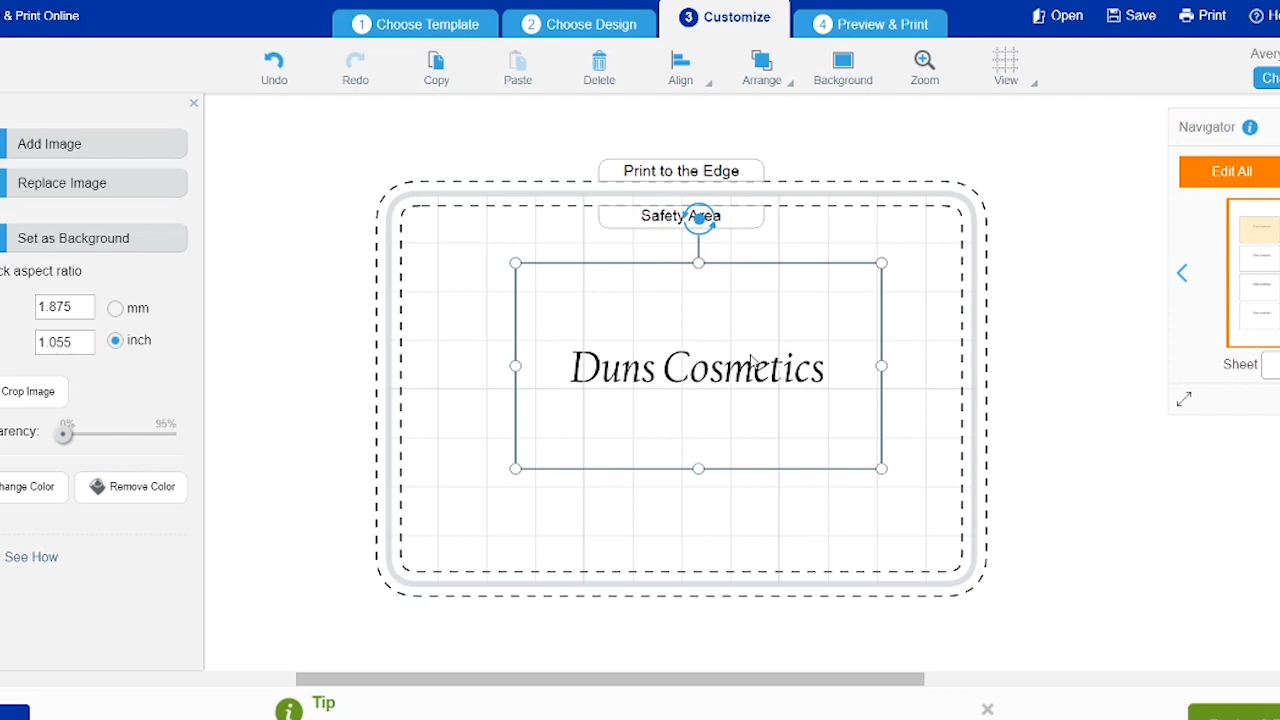 & Print Online
1 Choose Template
2 Choose Design
3 Customize
4 Preview & Print
Open
Save
Print
Undo
Redo
Copy
Paste
Delete
Align
Arrange
Background
Zoom
View
Add Image
Replace Image
Set as Background
aspect ratio
1.875
mm
1.055
inch
Crop Image
0%
95%
Color
Remove Color
See How
Print to the Edge
Safety Area
Duns Cosmetics
Navigator
Edit All
Sheet
Tip